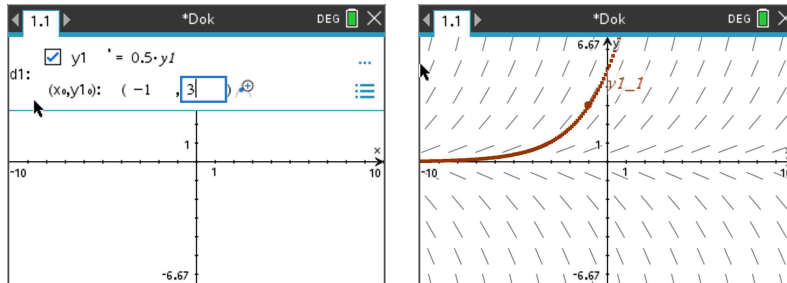 1.1 *Dok DEG
d1: y1 ' = 0.5·y1 ...
(x₀,y1₀): ( -1 , 3 )
x
1
-10 1 10
-6.67
1.1 *Dok DEG
6.67 y
y1_1
1
-10 1 10
-6.67